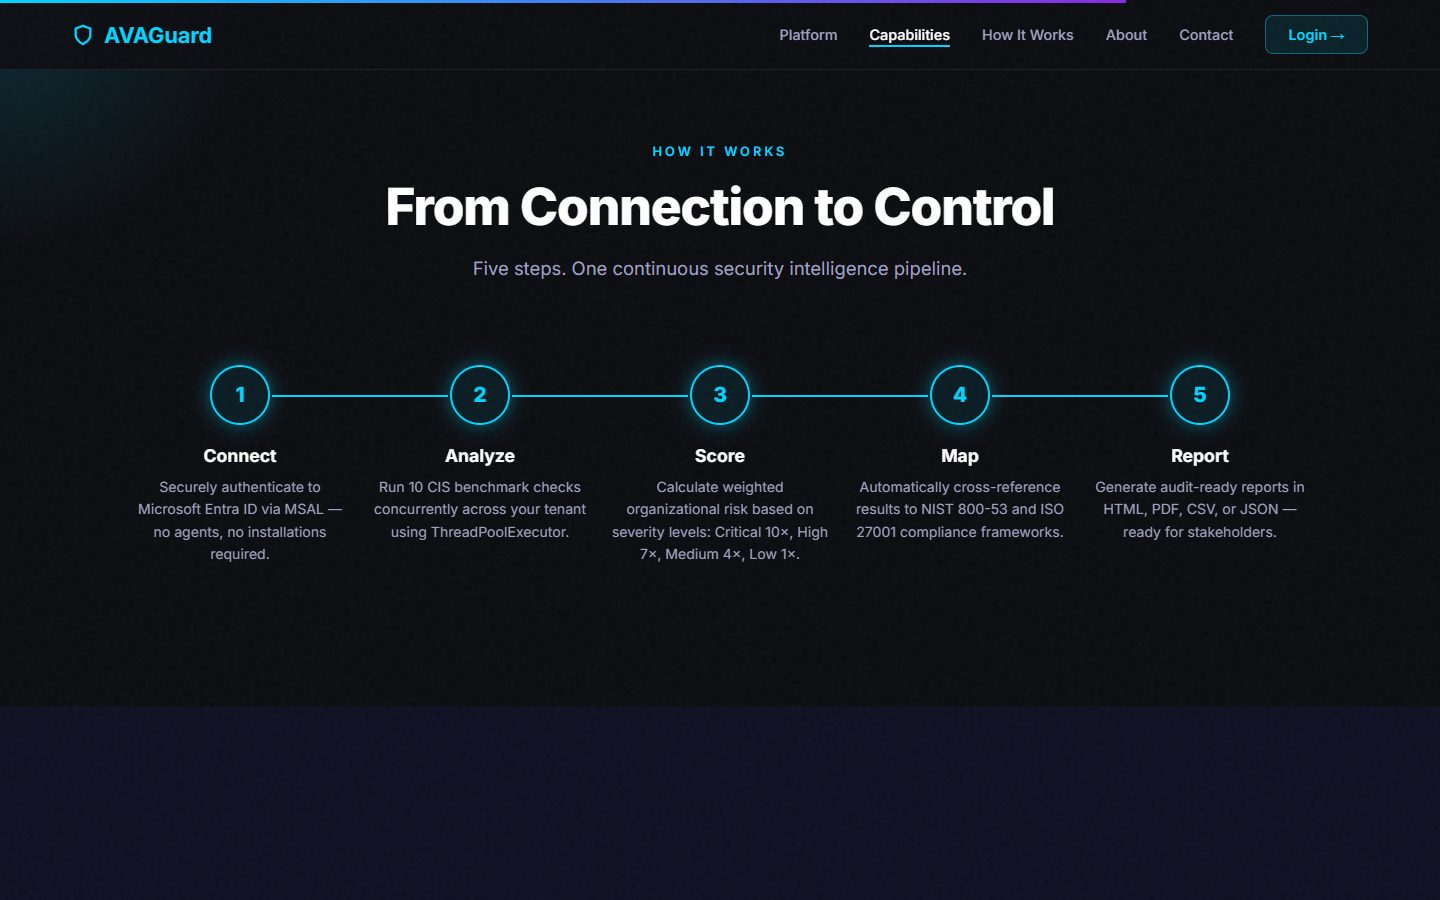 AVAGuard
Platform
Capabilities
How It Works
About
Contact
Login →
HOW IT WORKS
From Connection to Control
Five steps. One continuous security intelligence pipeline.
1
Connect
Securely authenticate to
Microsoft Entra ID via MSAL —
no agents, no installations
required.
2
Analyze
Run 10 CIS benchmark checks
concurrently across your tenant
using ThreadPoolExecutor.
3
Score
Calculate weighted
organizational risk based on
severity levels: Critical 10×, High
7×, Medium 4×, Low 1×.
4
Map
Automatically cross-reference
results to NIST 800-53 and ISO
27001 compliance frameworks.
5
Report
Generate audit-ready reports in
HTML, PDF, CSV, or JSON —
ready for stakeholders.